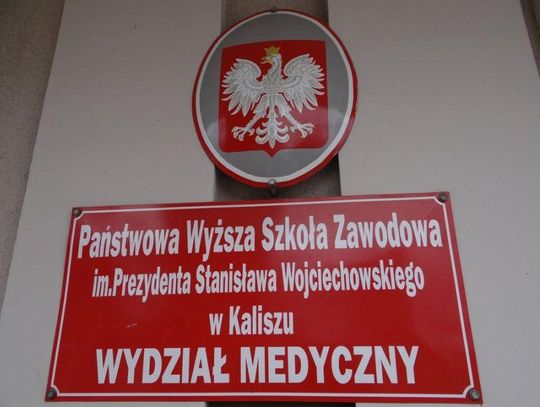 Państwowa Wyższa Szkoła Zawodowa
im.Prezydenta Stanisława Wojciechowskiego
w Kaliszu
WYDZIAŁ MEDYCZNY